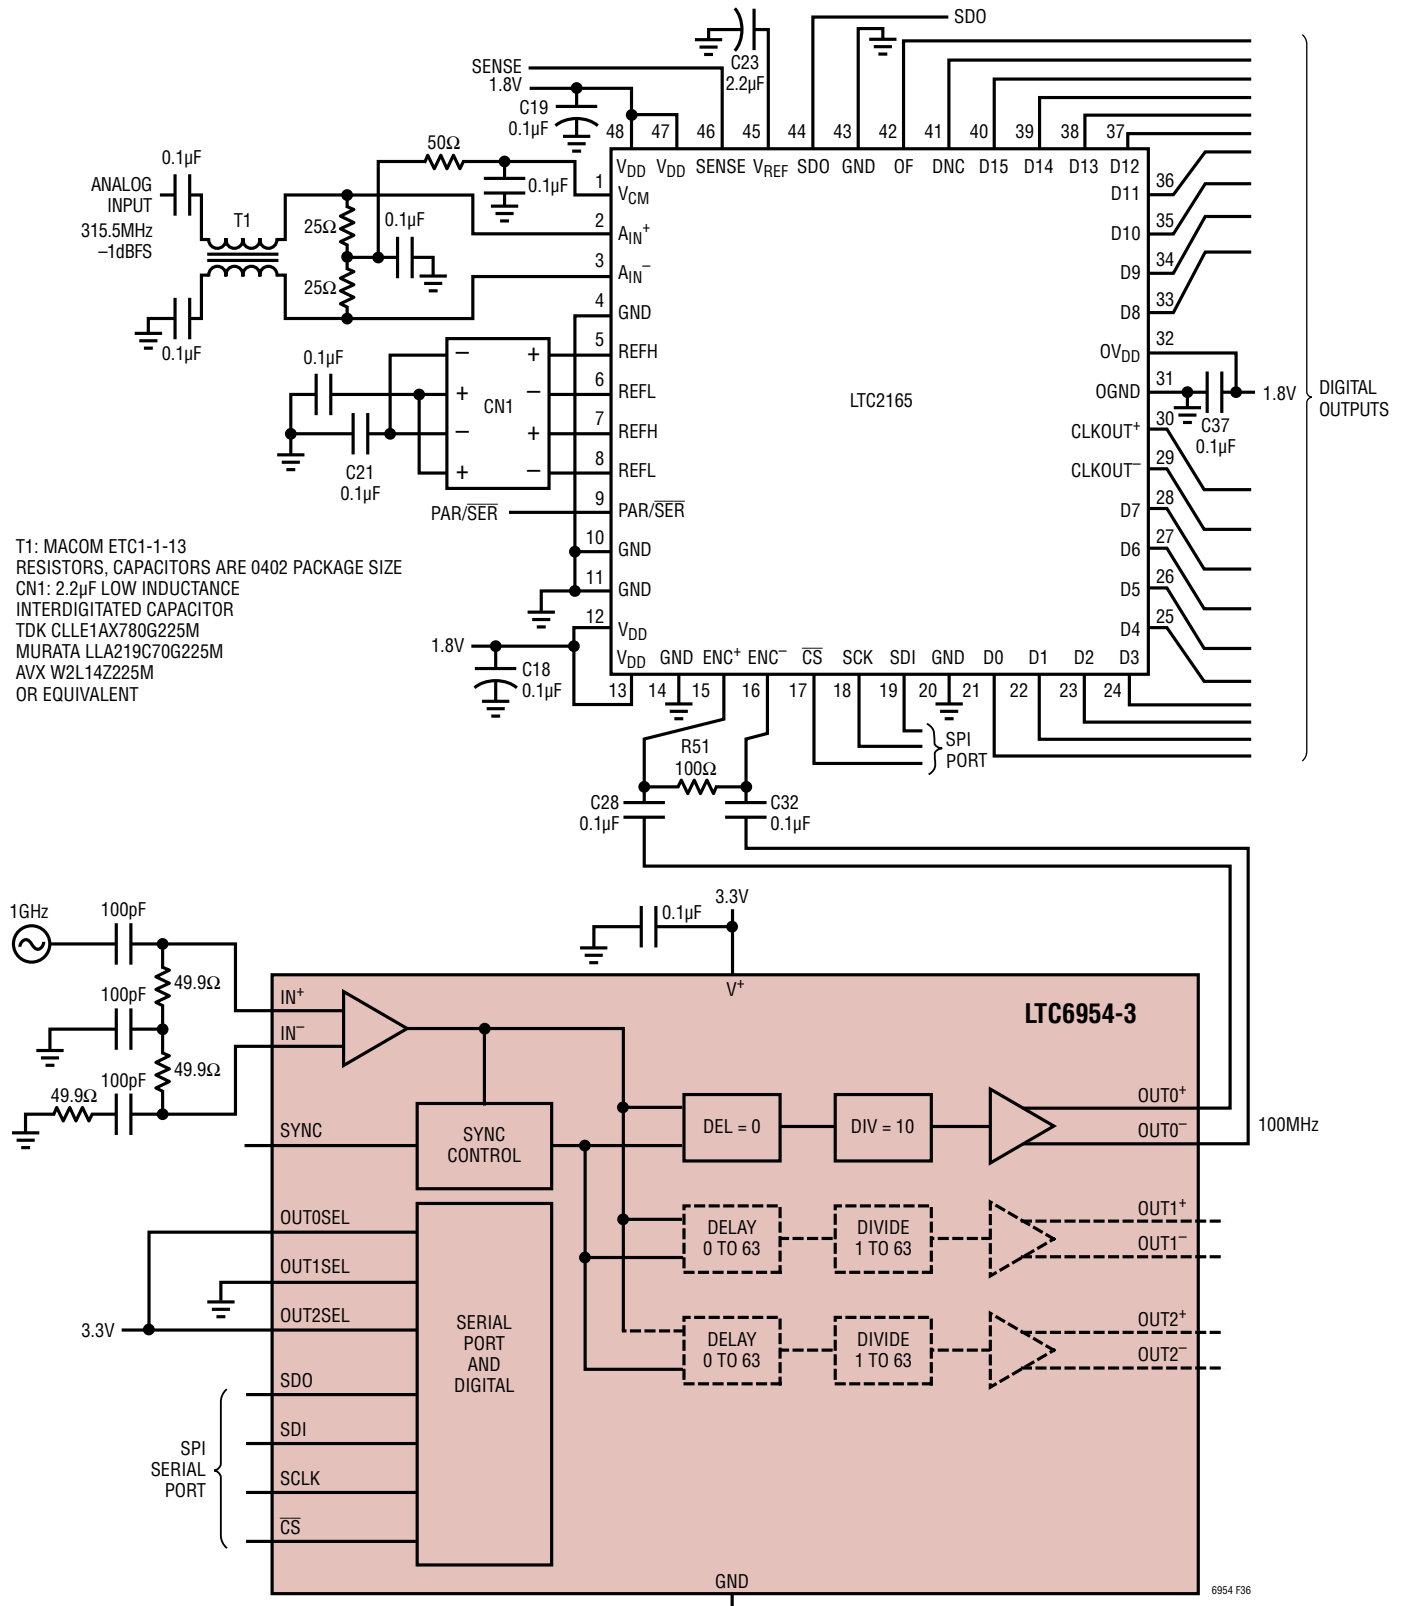 SDO
C23
2.2µF
SENSE
1.8V
C19
0.1µF
48 47 46 45 44 43 42 41 40 39 38 37
VDD VDD SENSE VREF SDO GND OF DNC D15 D14 D13 D12
50Ω
0.1µF
0.1µF
ANALOG
INPUT
315.5MHz
–1dBFS
T1
25Ω
0.1µF
25Ω
0.1µF
1 VCM
2 AIN+
3 AIN–
4 GND
5 REFH
6 REFL
7 REFH
8 REFL
9 PAR/SER
10 GND
11 GND
12 VDD
0.1µF
– +
+ –
CN1
– +
+ –
C21
0.1µF
PAR/SER
LTC2165
D11 36
D10 35
D9 34
D8 33
OVDD 32
OGND 31
CLKOUT+ 30
CLKOUT– 29
D7 28
D6 27
D5 26
D4 25
1.8V
C37
0.1µF
DIGITAL
OUTPUTS
T1: MACOM ETC1-1-13
RESISTORS, CAPACITORS ARE 0402 PACKAGE SIZE
CN1: 2.2µF LOW INDUCTANCE
INTERDIGITATED CAPACITOR
TDK CLLE1AX780G225M
MURATA LLA219C70G225M
AVX W2L14Z225M
OR EQUIVALENT
1.8V
C18
0.1µF
VDD GND ENC+ ENC– CS SCK SDI GND D0 D1 D2 D3
13 14 15 16 17 18 19 20 21 22 23 24
SPI
PORT
R51
100Ω
C28
0.1µF
C32
0.1µF
3.3V
0.1µF
1GHz
100pF
49.9Ω
100pF
49.9Ω
100pF
49.9Ω
V+
LTC6954-3
IN+
IN–
SYNC
SYNC
CONTROL
DEL = 0
DIV = 10
OUT0+
OUT0–
100MHz
DELAY
0 TO 63
DIVIDE
1 TO 63
OUT1+
OUT1–
DELAY
0 TO 63
DIVIDE
1 TO 63
OUT2+
OUT2–
OUT0SEL
OUT1SEL
OUT2SEL
3.3V
SERIAL
PORT
AND
DIGITAL
SDO
SDI
SCLK
CS
SPI
SERIAL
PORT
GND
6954 F36